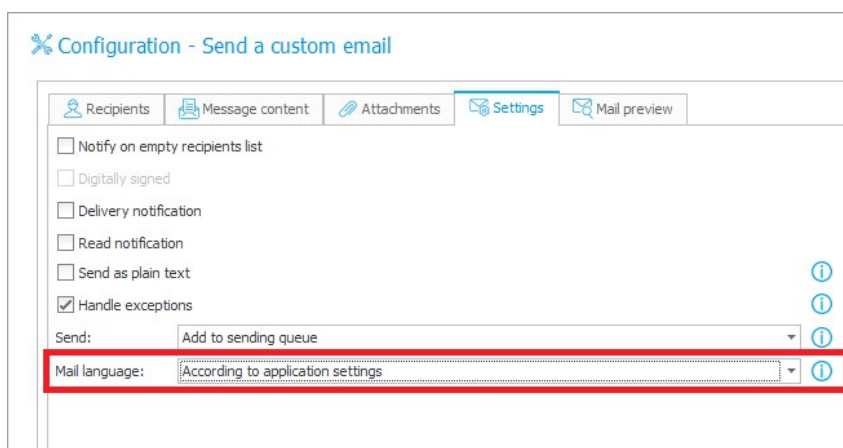 Configuration - Send a custom email
Recipients Message content Attachments Settings Mail preview
Notify on empty recipients list
Digitally signed
Delivery notification
Read notification
Send as plain text
Handle exceptions
Send: Add to sending queue
Mail language: According to application settings